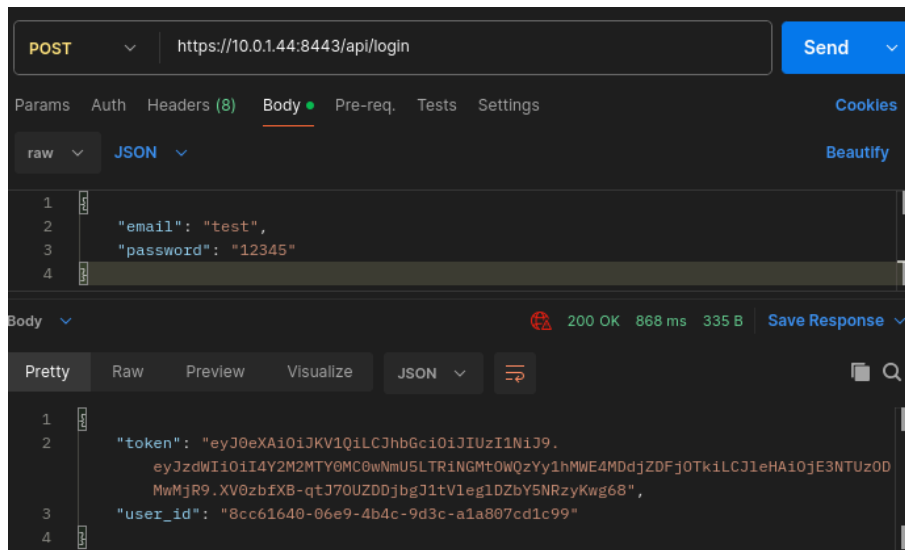 POST https://10.0.1.44:8443/api/login Send
Params Auth Headers (8) Body Pre-req. Tests Settings Cookies
raw JSON Beautify
1 {
2 "email": "test",
3 "password": "12345"
4 }
Body 200 OK 868 ms 335 B Save Response
Pretty Raw Preview Visualize JSON
1 {
2 "token": "eyJ0eXAiOiJKV1QiLCJhbGciOiJIUzI1NiJ9.
eyJzdWIiOiI4Y2M2MTY0MC0wNmU5LTRiNGMtOWQzYy1hMWE4MDdjZDFjOTkiLCJleHAiOjE3NTUzOD
MwMjR9.XV0zbfXB-qtJ7OUZDDjbgJ1tVleglDZbY5NRzyKwg68",
3 "user_id": "8cc61640-06e9-4b4c-9d3c-a1a807cd1c99"
4 }